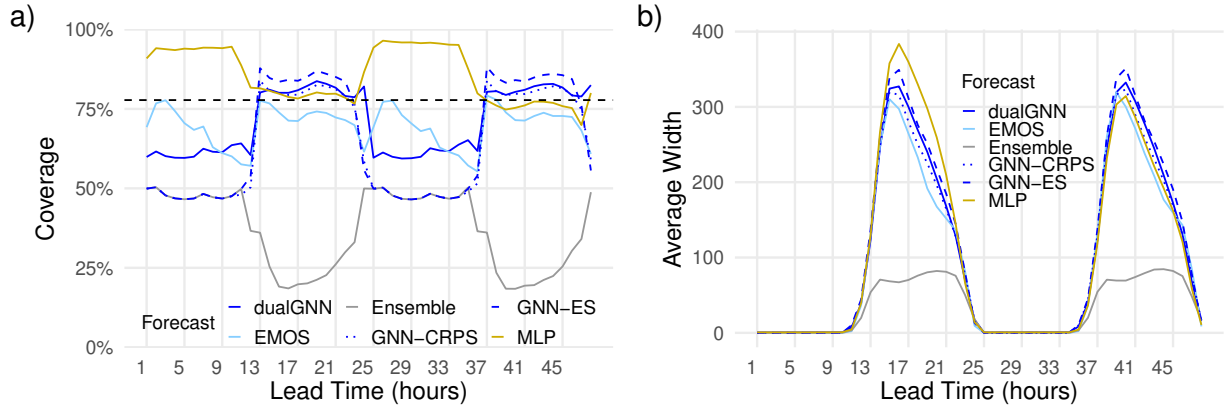 a)
100%
75%
50%
25%
0%
Coverage
Forecast
dualGNN
Ensemble
GNN−ES
EMOS
GNN−CRPS
MLP
1 5 9 13 17 21 25 29 33 37 41 45
Lead Time (hours)
b)
400
300
200
100
0
Average Width
Forecast
dualGNN
EMOS
Ensemble
GNN−CRPS
GNN−ES
MLP
1 5 9 13 17 21 25 29 33 37 41 45
Lead Time (hours)